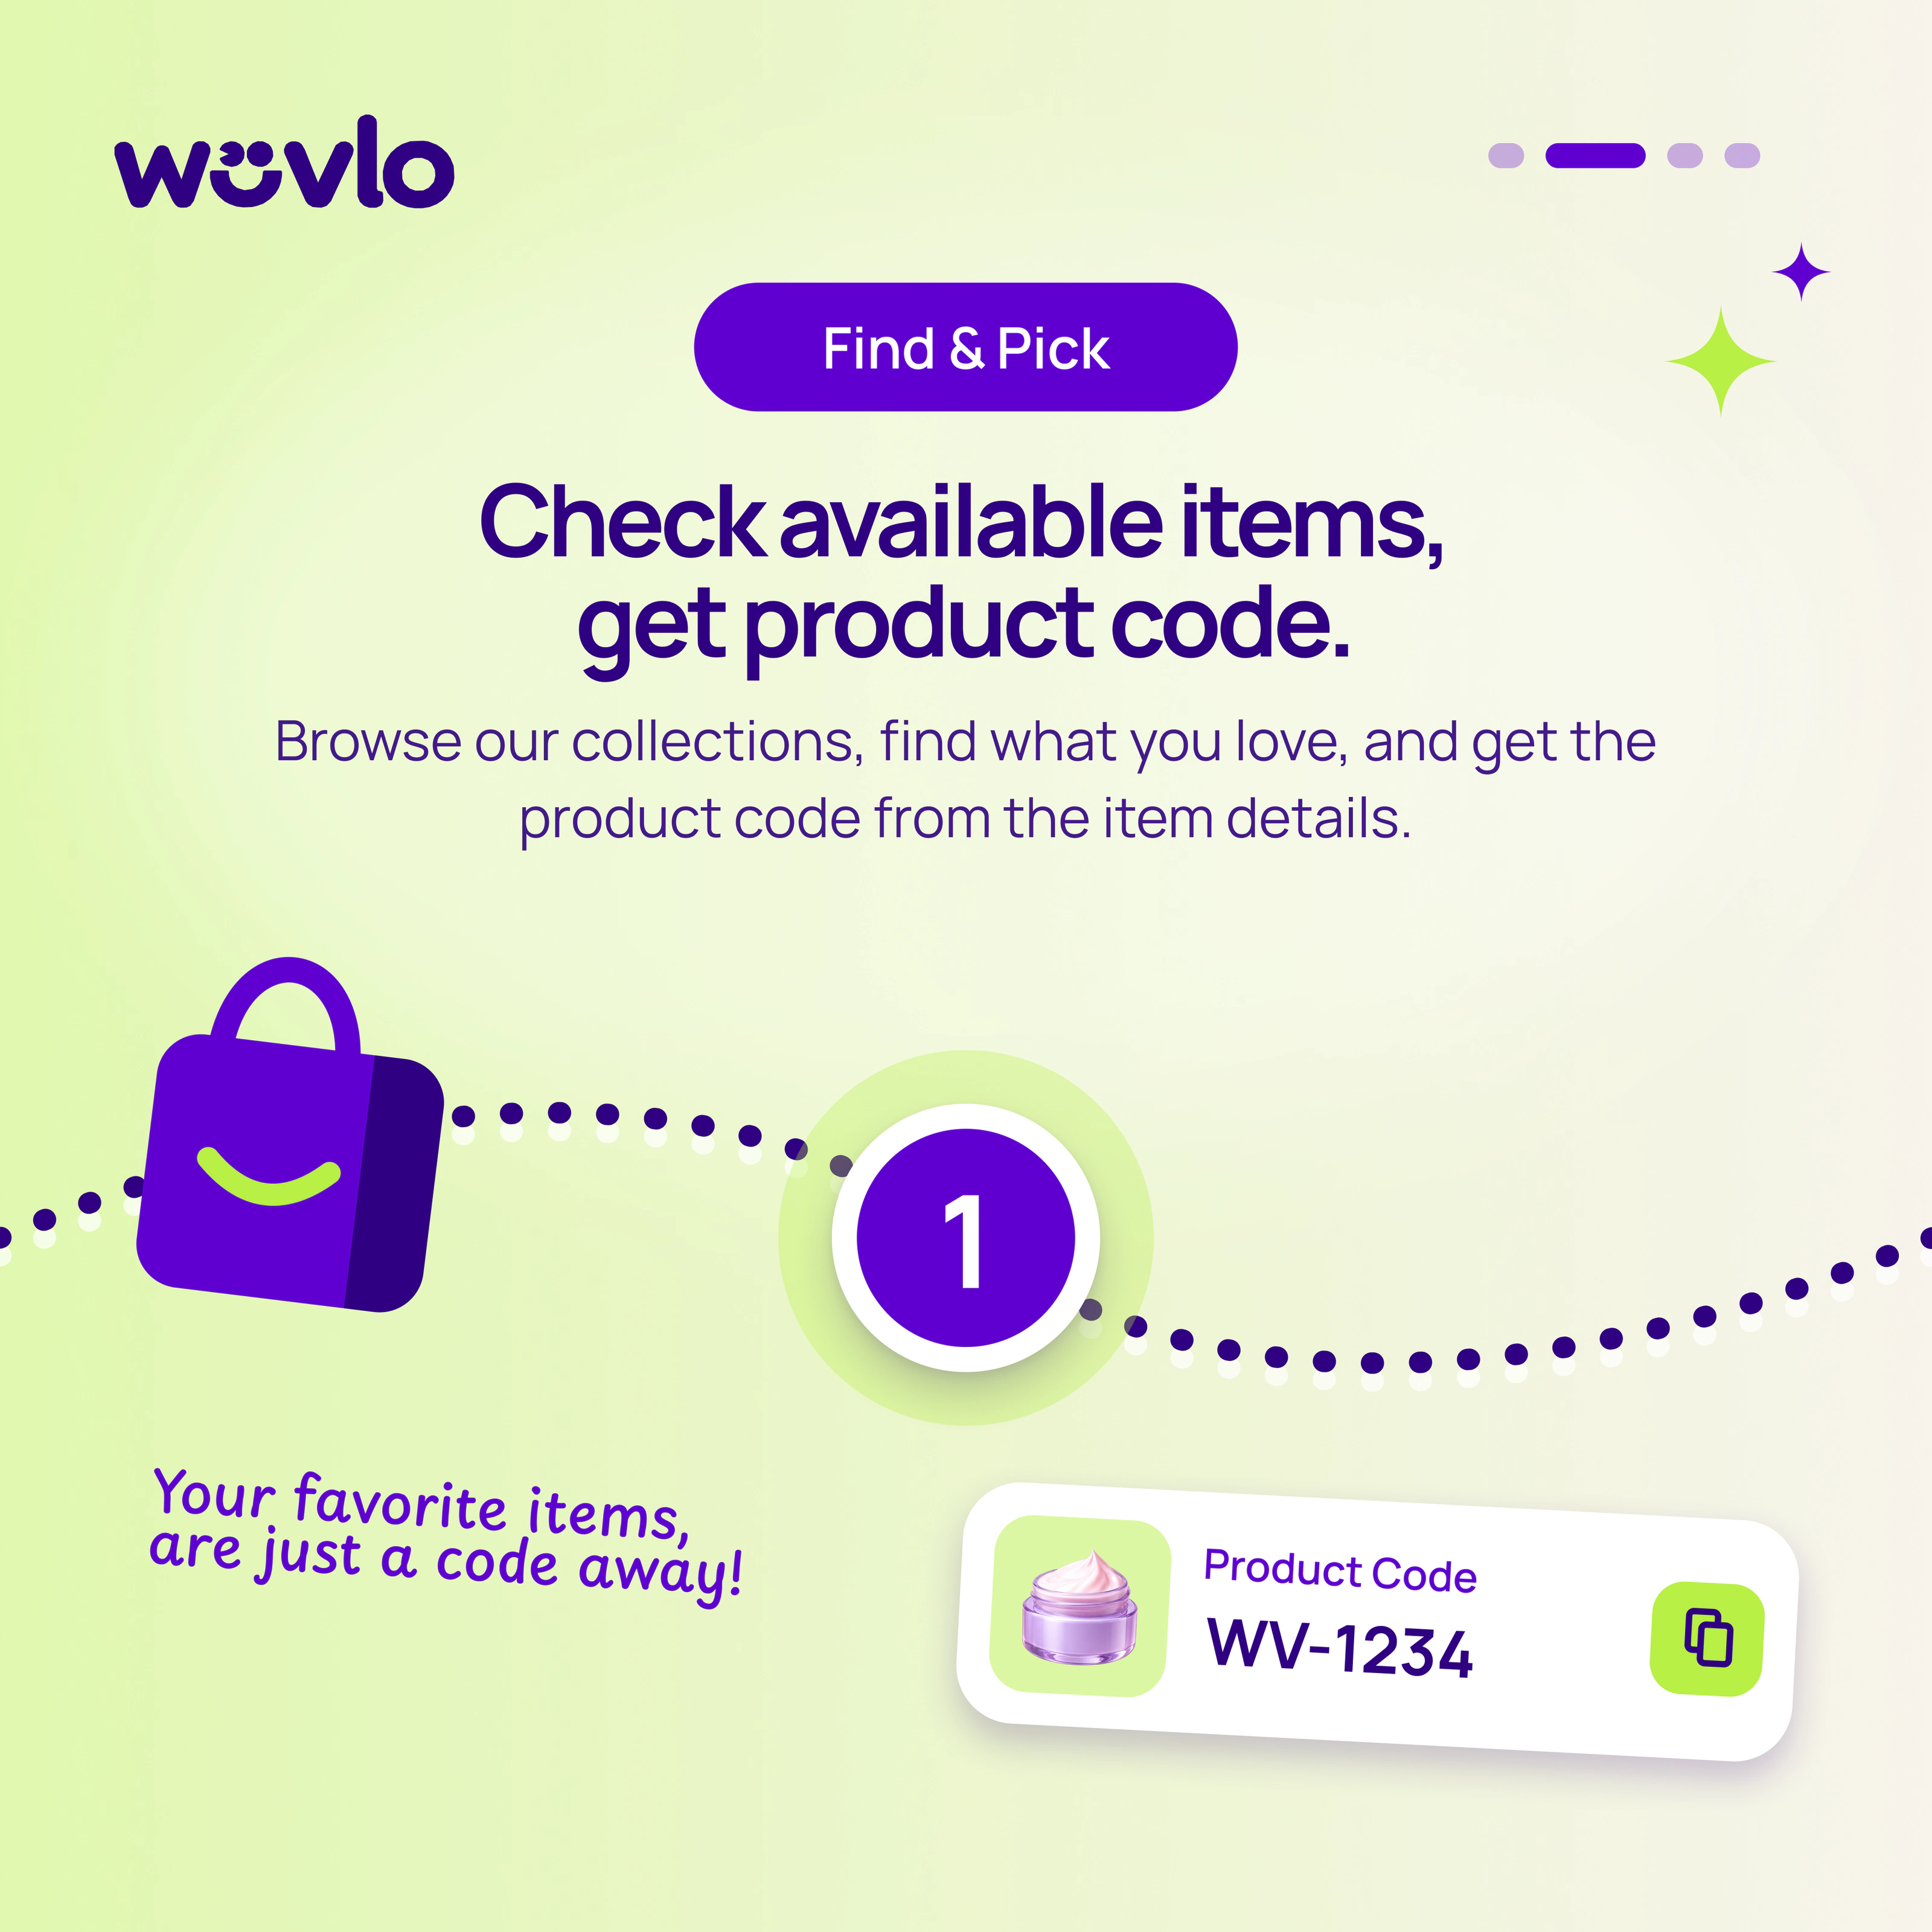 wuvlo
Find & Pick
Check available items,
get product code.
Browse our collections, find what you love, and get the
product code from the item details.
1
Your favorite items,
are just a code away!
Product Code
WV-1234